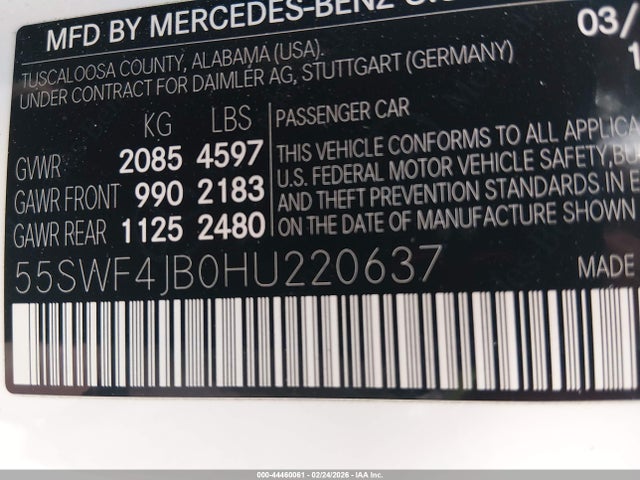 MFD BY MERCEDES-BENZ U.S.
03/
TUSCALOOSA COUNTY, ALABAMA (USA).
UNDER CONTRACT FOR DAIMLER AG, STUTTGART (GERMANY)
KG LBS
PASSENGER CAR
GVWR 2085 4597
GAWR FRONT 990 2183
GAWR REAR 1125 2480
THIS VEHICLE CONFORMS TO ALL APPLICA
U.S. FEDERAL MOTOR VEHICLE SAFETY, BU
AND THEFT PREVENTION STANDARDS IN E
ON THE DATE OF MANUFACTURE SHOWN
55SWF4JB0HU220637
MADE
000-44460061 - 02/24/2026 - IAA Inc.